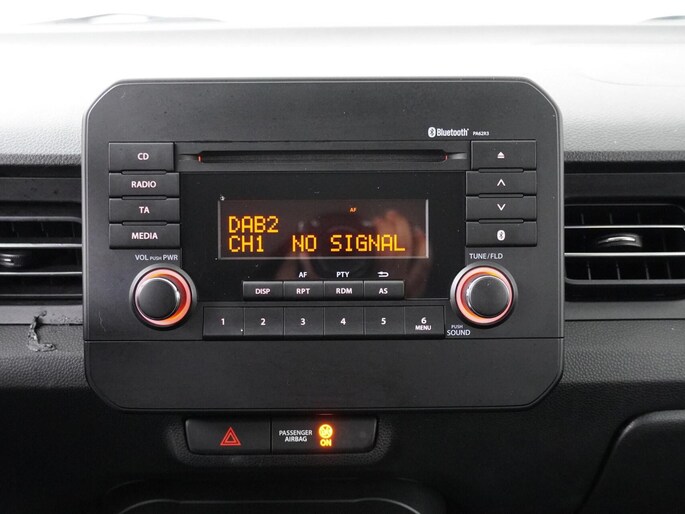 Bluetooth® PA62R3
CD
RADIO
TA
MEDIA
AF
DAB2
CH1 NO SIGNAL
VOL PUSH PWR
TUNE/FLD
AF PTY
DISP RPT RDM AS
1 2 3 4 5 6
MENU
PUSH
SOUND
PASSENGER
AIRBAG
ON